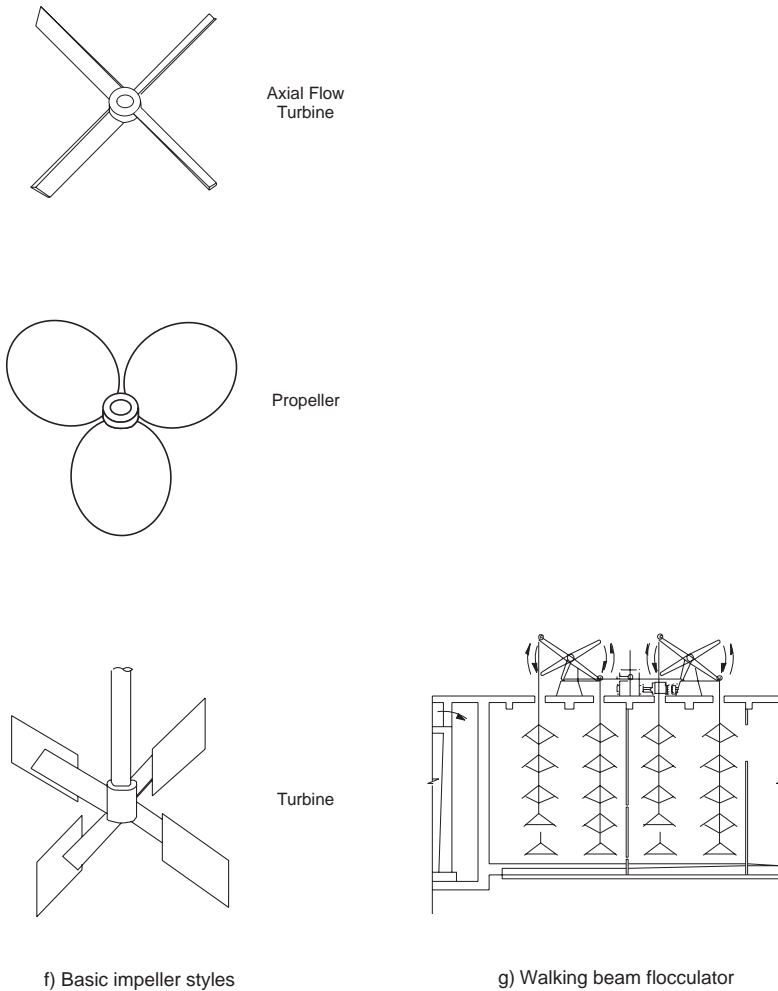 Axial Flow
Turbine
Propeller
Turbine
f) Basic impeller styles
g) Walking beam flocculator